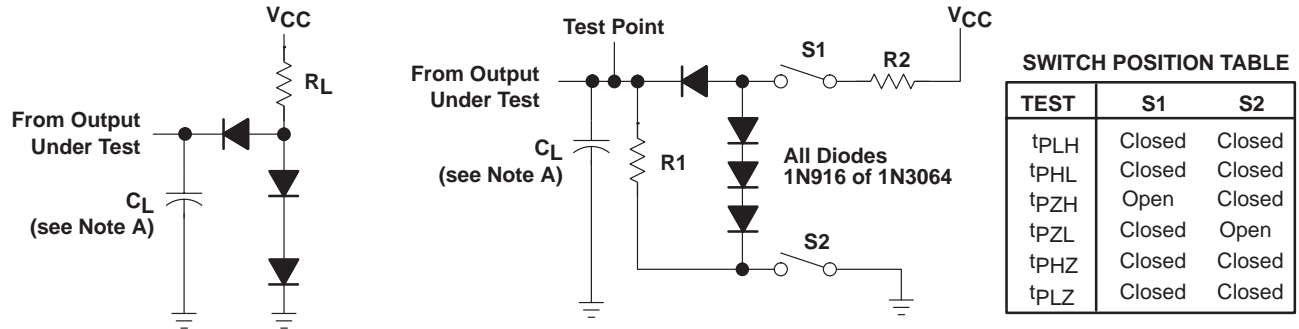 VCC
RL
From Output
Under Test
CL
(see Note A)
Test Point
VCC
S1
R2
From Output
Under Test
CL
(see Note A)
R1
All Diodes
1N916 of 1N3064
S2
SWITCH POSITION TABLE
TEST S1 S2
tPLH Closed Closed
tPHL Closed Closed
tPZH Open Closed
tPZL Closed Open
tPHZ Closed Closed
tPLZ Closed Closed